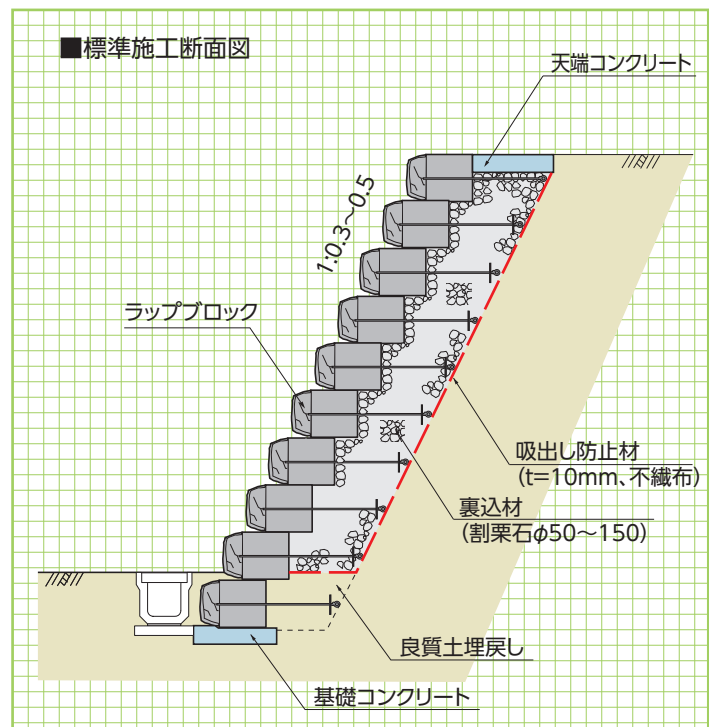 ■標準施工断面図
天端コンクリート
1:0.3～0.5
ラップブロック
吸出し防止材
(t=10mm、不織布)
裏込材
(割栗石φ50～150)
良質土埋戻し
基礎コンクリート